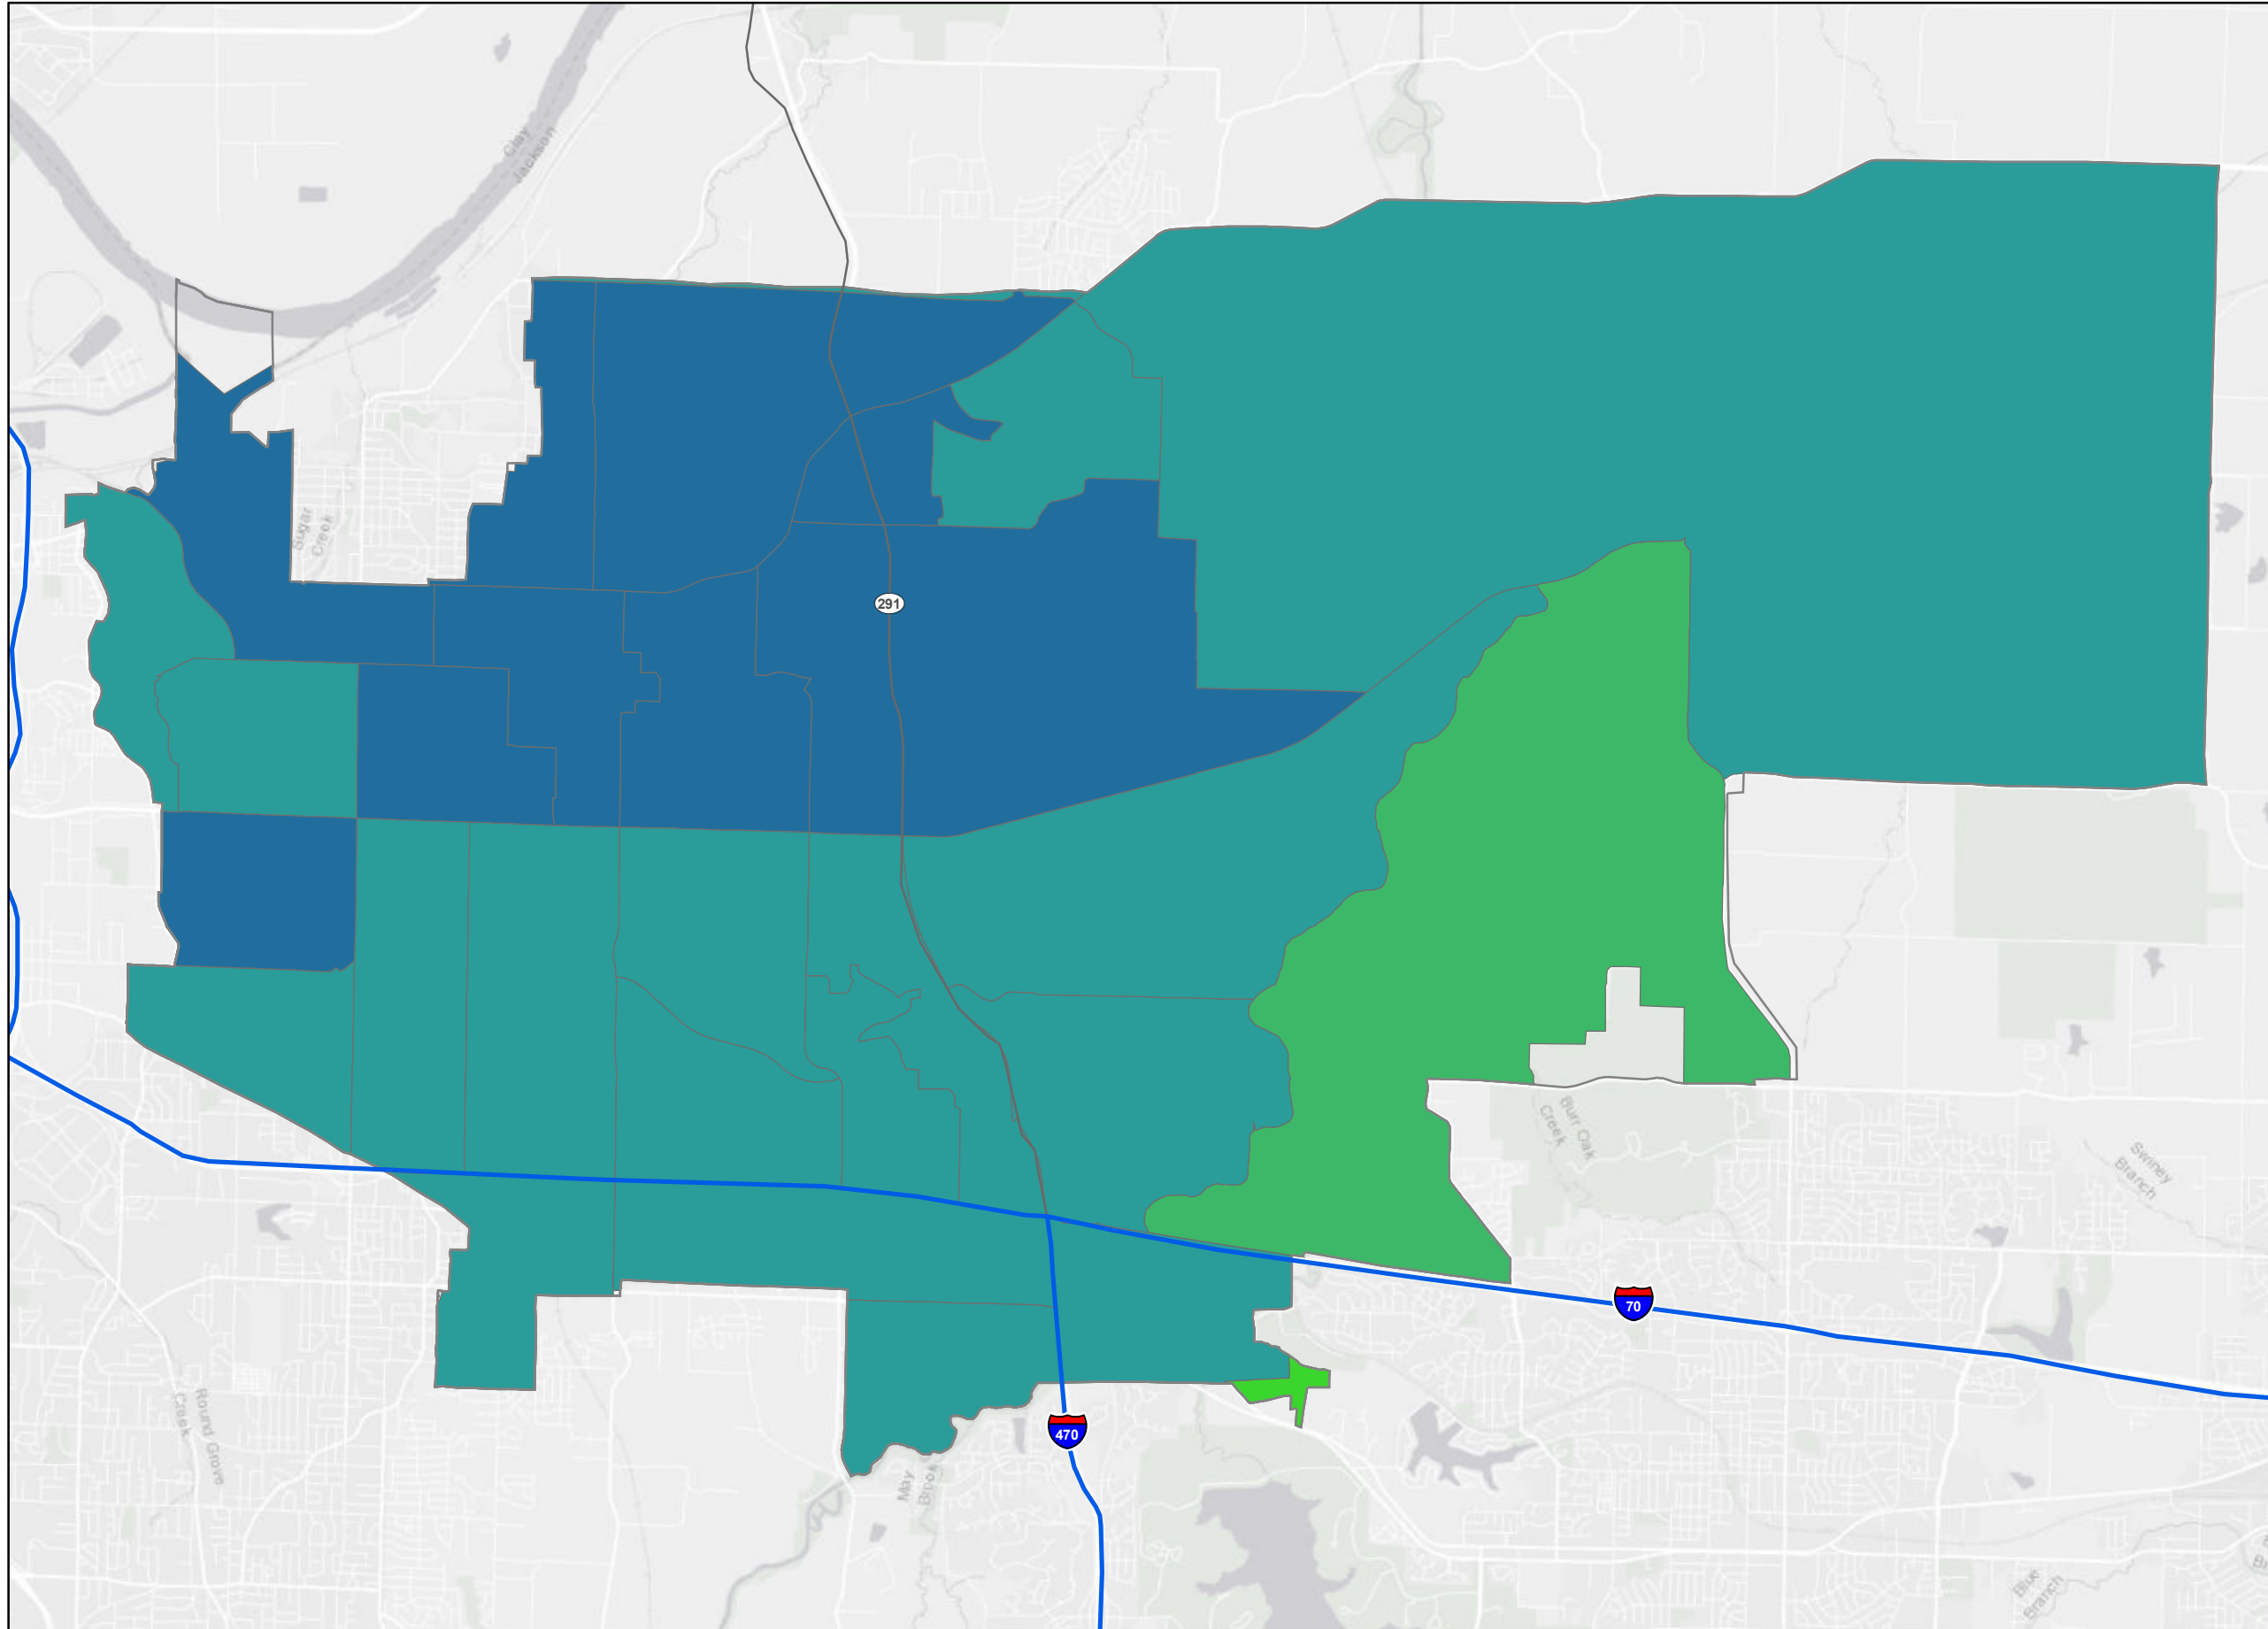 Clay
Jackson
Sugar
Creek
291
Burr Oak
Creek
Swiney
Branch
70
470
Round Grove
Creek
May
Brook
Blue
Branch